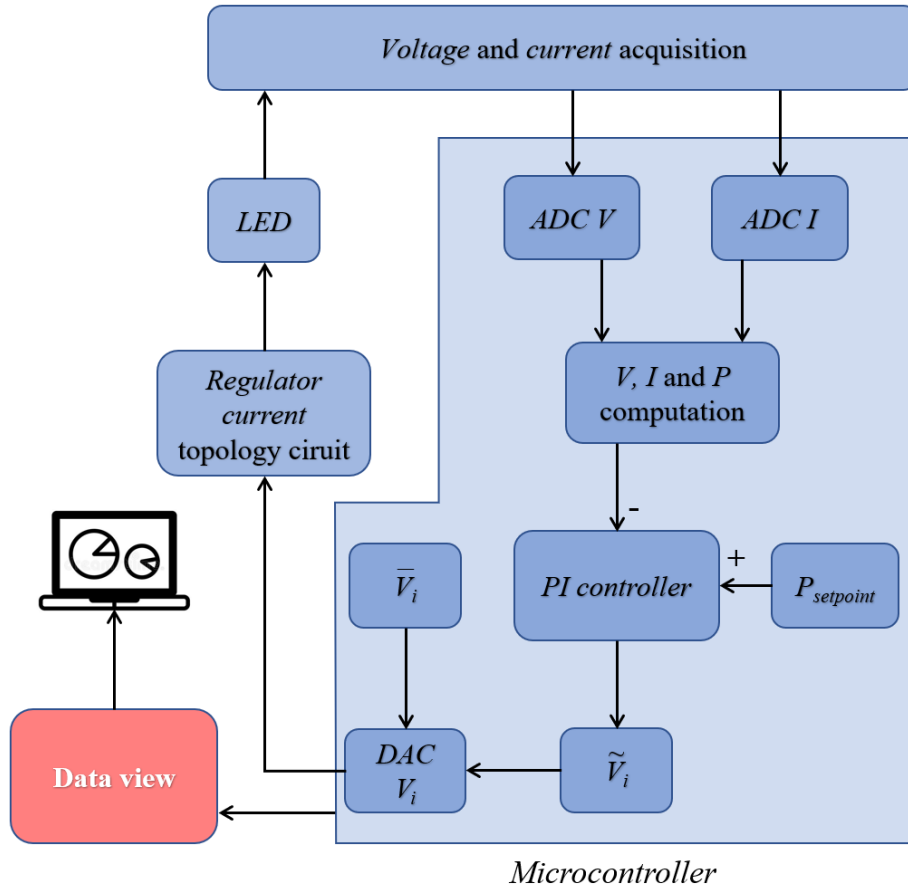 Voltage and current acquisition
LED
ADC V
ADC I
Regulator
current
topology ciruit
V, I and P
computation
-
V̅ᵢ
PI controller
+
P_setpoint
Data view
DAC
Vᵢ
Ṽᵢ
Microcontroller